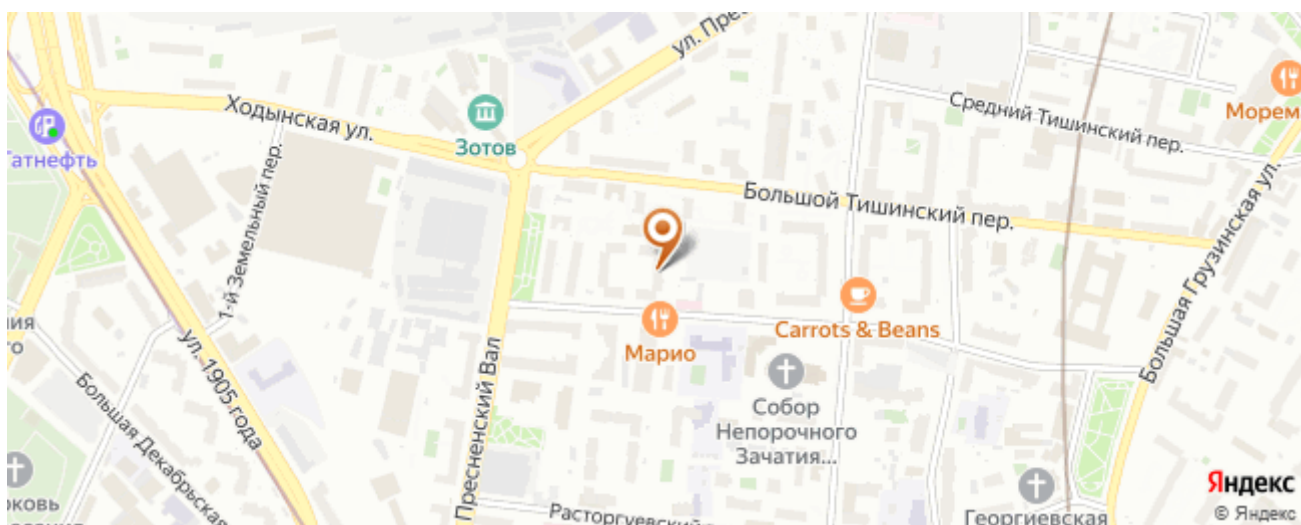 ул. Пре
Ходынская ул.
Зотов
Средний Тишинский пер.
Морем
Татнефть
1-й Земельный пер.
Большой Тишинский пер.
Большая Грузинская ул.
Carrots & Beans
Марио
ул. 1905 года
Пресненский Вал
Большая Декабрьская
Собор
Непорочного
Зачатия...
Расторгуевский
Георгиевская
Яндекс
© Яндекс